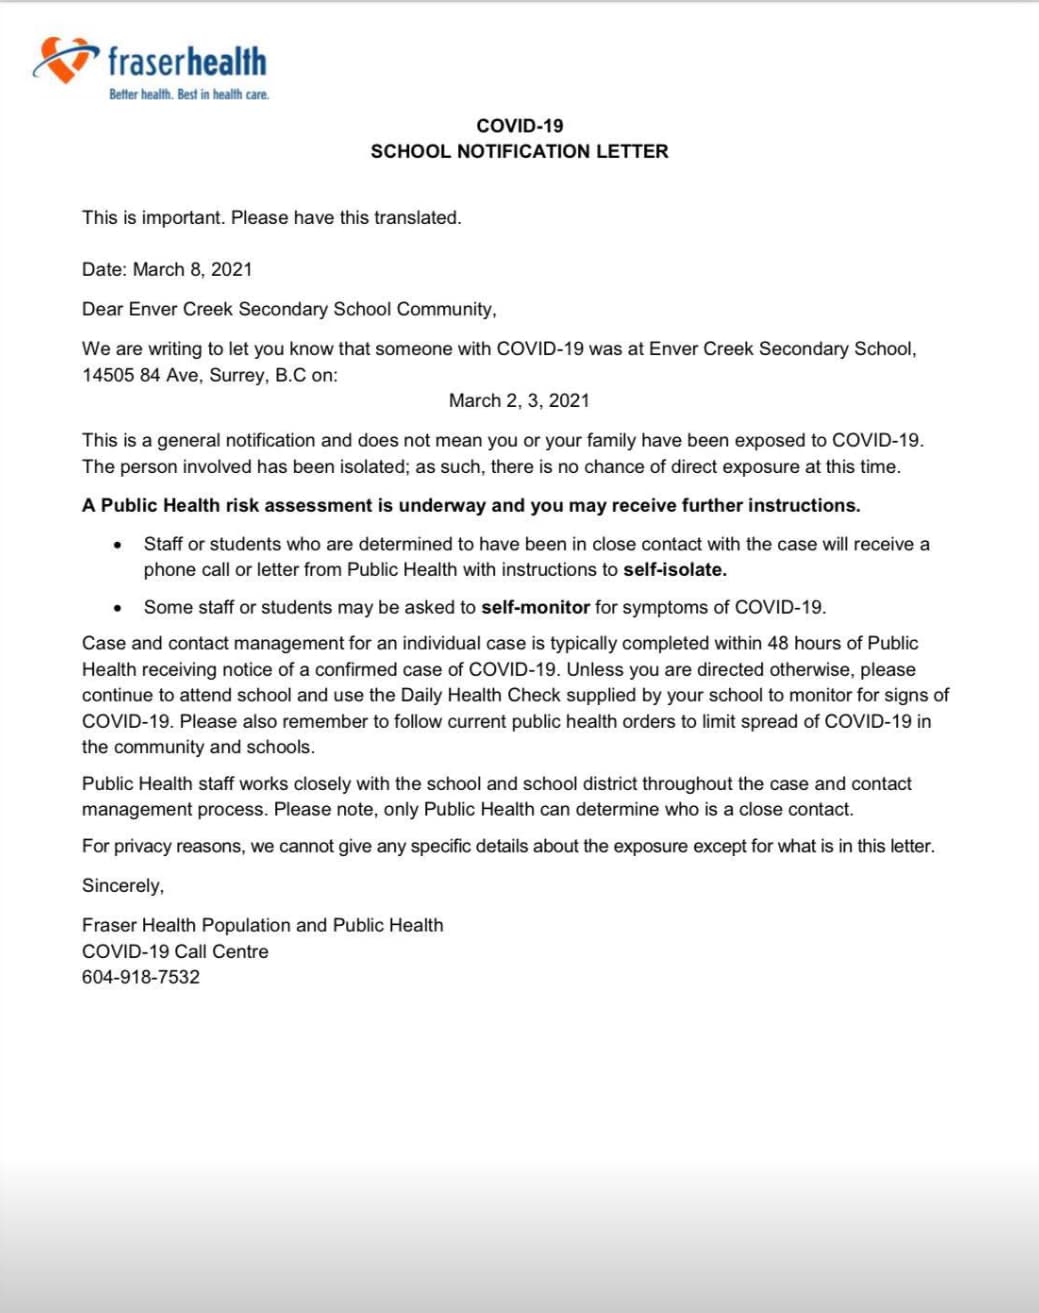 fraserhealth
Better health. Best in health care.
COVID-19
SCHOOL NOTIFICATION LETTER
This is important. Please have this translated.
Date: March 8, 2021
Dear Enver Creek Secondary School Community,
We are writing to let you know that someone with COVID-19 was at Enver Creek Secondary School,
14505 84 Ave, Surrey, B.C on:
March 2, 3, 2021
This is a general notification and does not mean you or your family have been exposed to COVID-19.
The person involved has been isolated; as such, there is no chance of direct exposure at this time.
A Public Health risk assessment is underway and you may receive further instructions.
• Staff or students who are determined to have been in close contact with the case will receive a
phone call or letter from Public Health with instructions to self-isolate.
• Some staff or students may be asked to self-monitor for symptoms of COVID-19.
Case and contact management for an individual case is typically completed within 48 hours of Public
Health receiving notice of a confirmed case of COVID-19. Unless you are directed otherwise, please
continue to attend school and use the Daily Health Check supplied by your school to monitor for signs of
COVID-19. Please also remember to follow current public health orders to limit spread of COVID-19 in
the community and schools.
Public Health staff works closely with the school and school district throughout the case and contact
management process. Please note, only Public Health can determine who is a close contact.
For privacy reasons, we cannot give any specific details about the exposure except for what is in this letter.
Sincerely,
Fraser Health Population and Public Health
COVID-19 Call Centre
604-918-7532